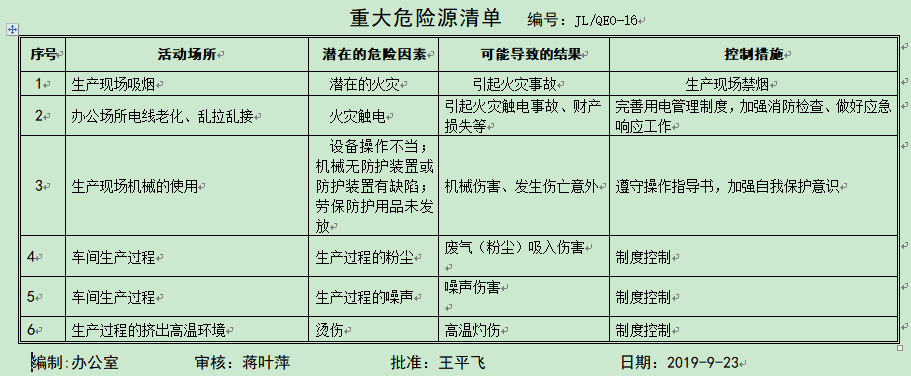 重大危险源清单 编号：JL/QEO-16
序号 活动场所 潜在的危险因素 可能导致的结果 控制措施
1 生产现场吸烟 潜在的火灾 引起火灾事故 生产现场禁烟
2 办公场所电线老化、乱拉乱接 火灾触电 引起火灾触电事故、财产
损失等 完善用电管理制度，加强消防检查、做好应急
响应工作
3 生产现场机械的使用 设备操作不当；
机械无防护装置或
防护装置有缺陷；
劳保防护用品未发
放 机械伤害、发生伤亡意外 遵守操作指导书，加强自我保护意识
4 车间生产过程 生产过程的粉尘 废气（粉尘）吸入伤害 制度控制
5 车间生产过程 生产过程的噪声 噪声伤害 制度控制
6 生产过程的挤出高温环境 烫伤 高温灼伤 制度控制
编制:办公室 审核：蒋叶萍 批准：王平飞 日期：2019-9-23